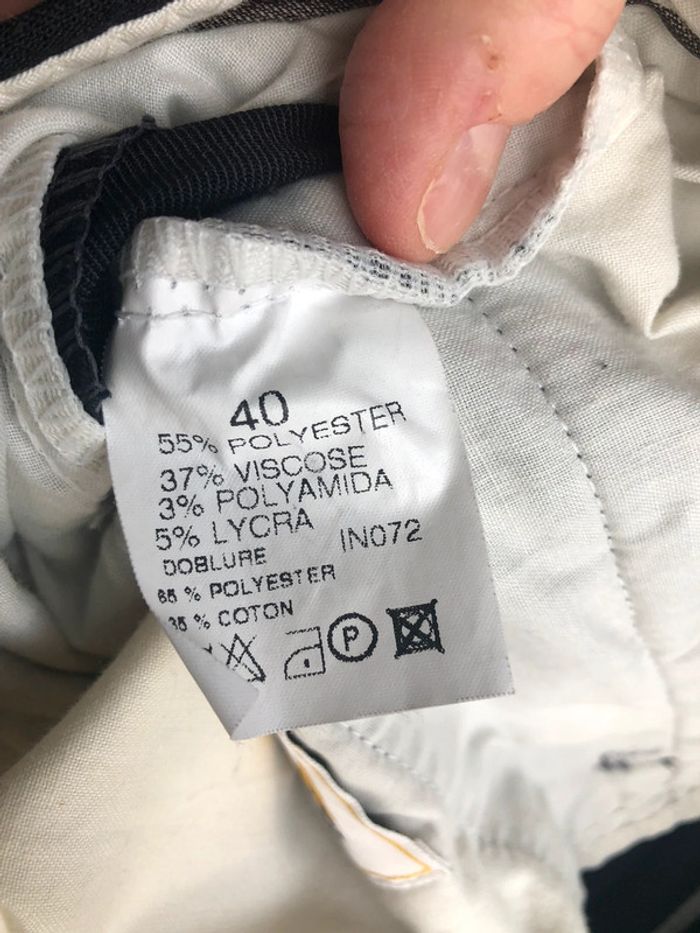 40
55% POLYESTER
37% VISCOSE
3% POLYAMIDA
5% LYCRA
DOBLURE IN072
65 % POLYESTER
35 % COTON
P